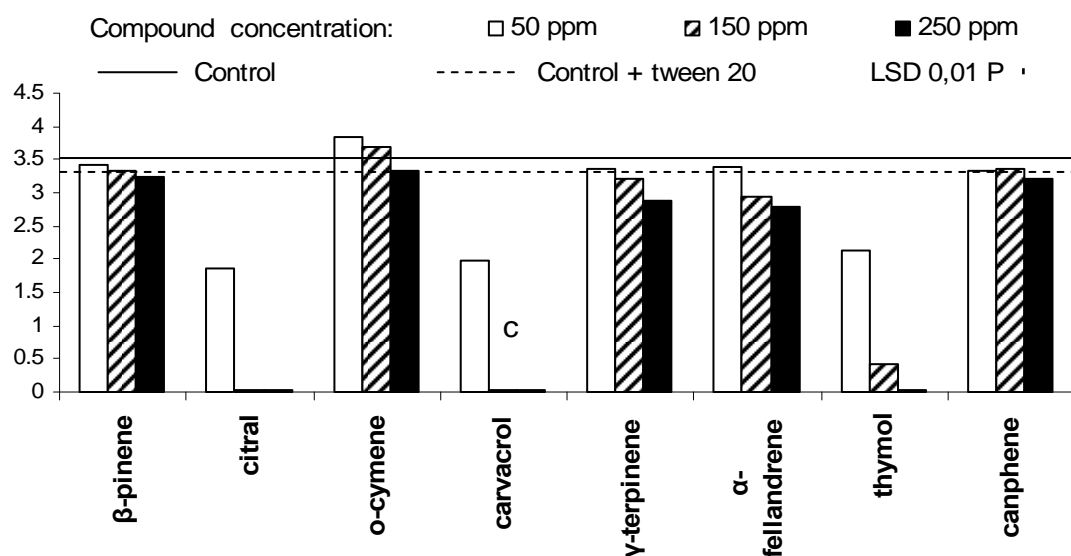 Compound concentration: 50 ppm 150 ppm 250 ppm
Control Control + tween 20 LSD 0,01 P
4.5
4
3.5
3
2.5
2
1.5
1
0.5
0
C
β-pinene
citral
o-cymene
carvacrol
γ-terpinene
α-
fellandrene
thymol
canphene